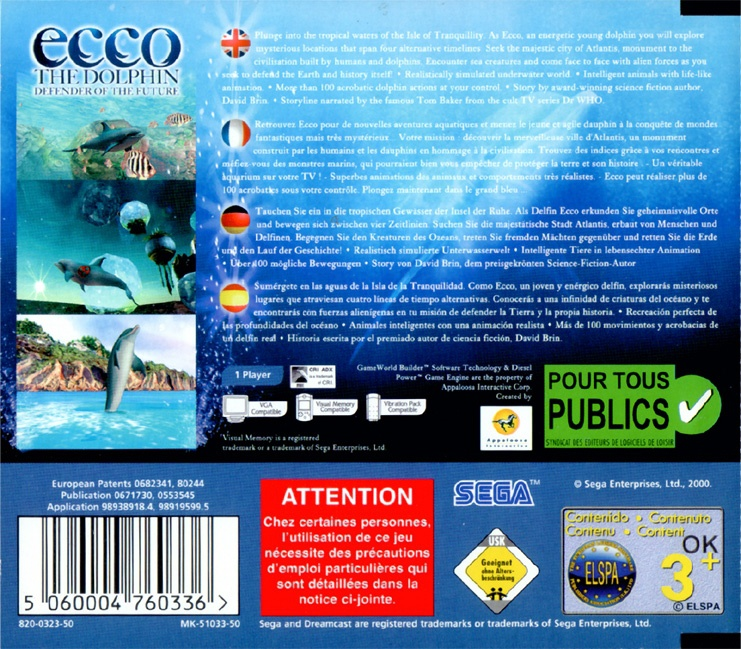 ecco
THE DOLPHIN
DEFENDER OF THE FUTURE
Plunge into the tropical waters of the Isle of Tranquillity. As Ecco, an energetic young dolphin you will explore
mysterious locations that span four alternative timelines. Seek the majestic city of Atlantis, monument to the
civilisation built by humans and dolphins. Encounter sea creatures and come face to face with alien forces as you
seek to defend the Earth and history itself! • Realistically simulated underwater world • Intelligent animals with life-like
animation. • More than 100 acrobatic dolphin actions at your control. • Story by award-winning science fiction author,
David Brin. • Storyline narrated by the famous Tom Baker from the cult TV series Dr WHO.
Retrouvez Ecco pour de nouvelles aventures aquatiques et menez le jeune et agile dauphin à la conquête de mondes
fantastiques mais très mystérieux... Votre mission : découvrir la merveilleuse ville d'Atlantis, un monument
construit par les humains et les dauphins en hommage à la civilisation. Trouvez des indices grâce à vos rencontres et
méfiez-vous des monstres marins, qui pourraient bien vous empêcher de protéger la terre et son histoire. - Un véritable
aquarium sur votre TV ! - Superbes animations des animaux et comportements très réalistes. - Ecco peut réaliser plus de
100 acrobaties sous votre contrôle. Plongez maintenant dans le grand bleu ...
Tauchen Sie ein in die tropischen Gewässer der Insel der Ruhe. Als Delfin Ecco erkunden Sie geheimnisvolle Orte
und bewegen sich zwischen vier Zeitlinien. Suchen Sie die majestätische Stadt Atlantis, erbaut von Menschen und
Delfinen. Begegnen Sie den Kreaturen des Ozeans, treten Sie fremden Mächten gegenüber und retten Sie die Erde
und den Lauf der Geschichte! • Realistisch simulierte Unterwasserwelt • Intelligente Tiere in lebensechter Animation
• Über 100 mögliche Bewegungen • Story von David Brin, dem preisgekrönten Science-Fiction-Autor
Sumérgete en las aguas de la Isla de la Tranquilidad. Como Ecco, un joven y enérgico delfín, explorarás misteriosos
lugares que atraviesan cuatro líneas de tiempo alternativas. Conocerás a una infinidad de criaturas del océano y te
encontrarás con fuerzas alienígenas en tu misión de defender la Tierra y la propia historia. • Recreación perfecta de
las profundidades del océano • Animales inteligentes con una animación realista • Más de 100 movimientos y acrobacias de
un delfín real • Historia escrita por el premiado autor de ciencia ficción, David Brin.
1 Player
CRI ADX
is a trademark
of CRI
VGA
Compatible
Visual Memory
Compatible
Vibration Pack
Compatible
*Visual Memory is a registered
trademark or a trademark of Sega Enterprises, Ltd.
GameWorld Builder™ Software Technology & Diesel
Power™ Game Engine are the property of
Appaloosa Interactive Corp.
Created by
Appaloosa
Interactive
POUR TOUS
PUBLICS
SYNDICAT DES EDITEURS DE LOGICIELS DE LOISIR
European Patents 0682341, 80244
Publication 0671730, 0553545
Application 98938918.4, 98919599.5
5 060004 760336 >
820-0323-50
MK-51033-50
ATTENTION
Chez certaines personnes,
l'utilisation de ce jeu
nécessite des précautions
d'emploi particulières qui
sont détaillées dans la
notice ci-jointe.
SEGA™
© Sega Enterprises, Ltd., 2000.
USK
Geeignet
ohne Alters-
beschränkung
Contenido • Contenuto
Contenu • Content
ELSPA
OK
3+
© ELSPA
Sega and Dreamcast are registered trademarks or trademarks of Sega Enterprises, Ltd.